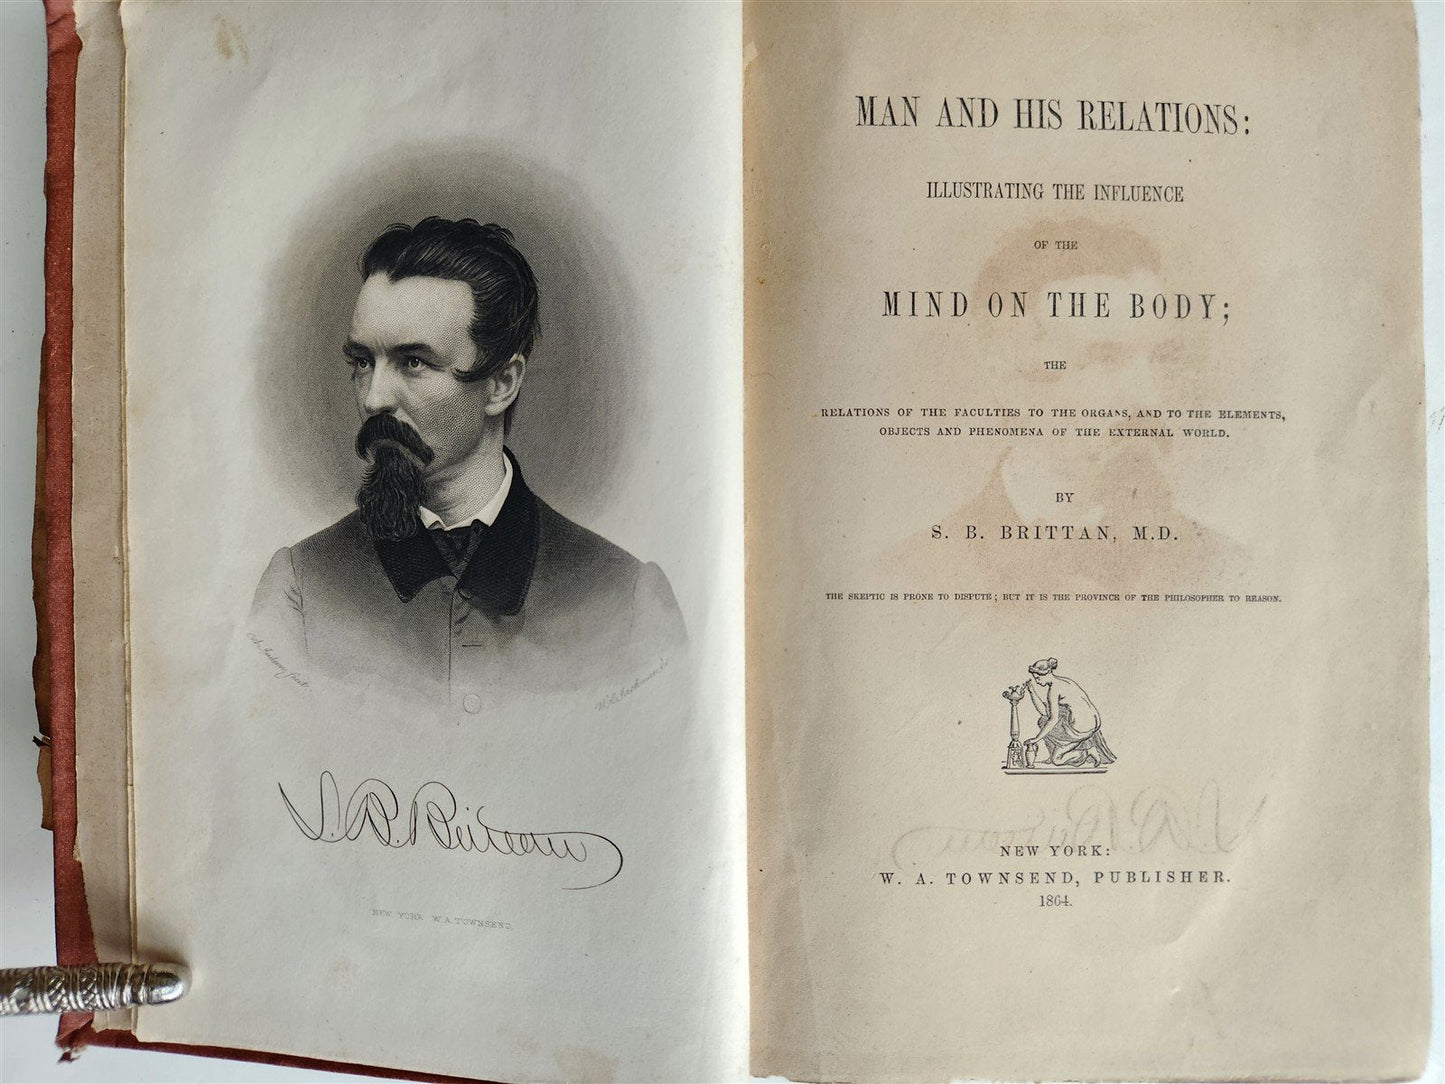 S. B. Brittan
NEW YORK W. A. TOWNSEND.
MAN AND HIS RELATIONS:
ILLUSTRATING THE INFLUENCE
OF THE
MIND ON THE BODY;
THE
RELATIONS OF THE FACULTIES TO THE ORGANS, AND TO THE ELEMENTS,
OBJECTS AND PHENOMENA OF THE EXTERNAL WORLD.
BY
S. B. BRITTAN, M.D.
THE SKEPTIC IS PRONE TO DISPUTE; BUT IT IS THE PROVINCE OF THE PHILOSOPHER TO REASON.
NEW YORK:
W. A. TOWNSEND, PUBLISHER.
1864.